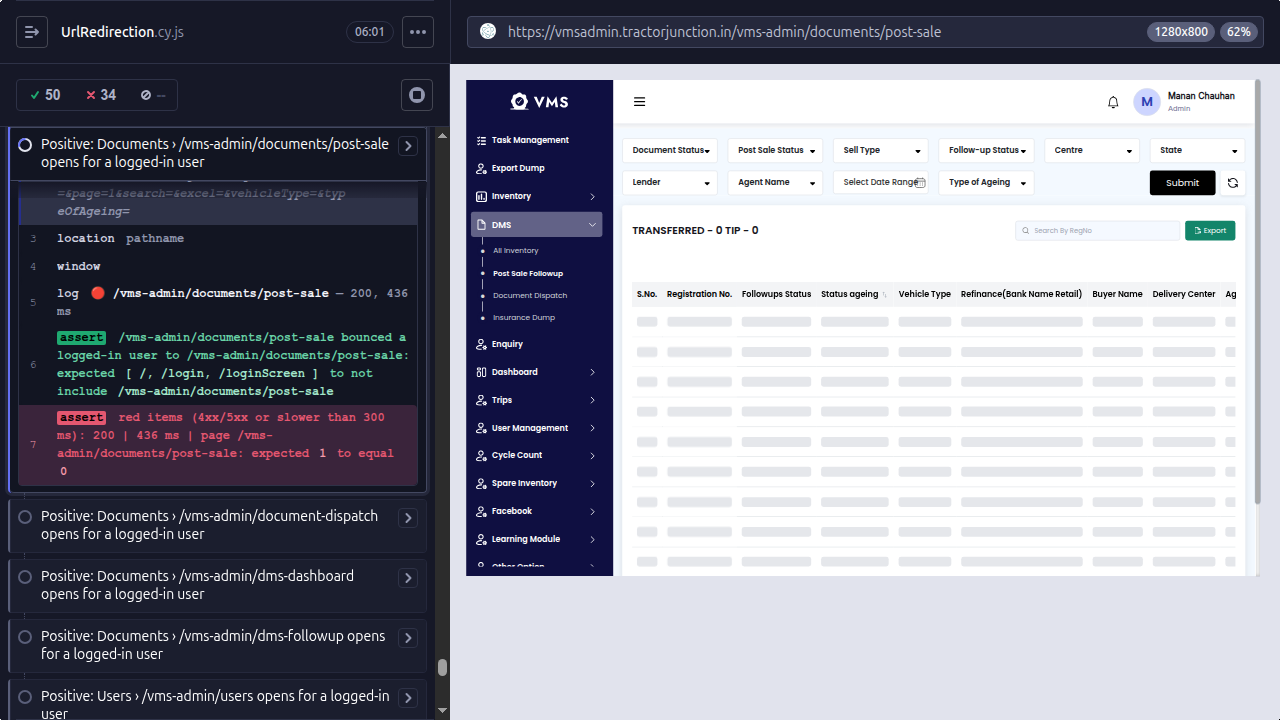 UrlRedirection.cy.js
06:01
https://vmsadmin.tractorjunction.in/vms-admin/documents/post-sale
1280x800
62%
50
34
--
Positive: Documents › /vms-admin/documents/post-sale
opens for a logged-in user
=&page=1&search=&excel=&vehicleType=&typ
eOfAgeing=
3 location pathname
4 window
5 log 🔴 /vms-admin/documents/post-sale — 200, 436
ms
6 assert /vms-admin/documents/post-sale bounced a
logged-in user to /vms-admin/documents/post-sale:
expected [ /, /login, /loginScreen ] to not
include /vms-admin/documents/post-sale
7 assert red items (4xx/5xx or slower than 300
ms): 200 | 436 ms | page /vms-
admin/documents/post-sale: expected 1 to equal
0
Positive: Documents › /vms-admin/document-dispatch
opens for a logged-in user
Positive: Documents › /vms-admin/dms-dashboard
opens for a logged-in user
Positive: Documents › /vms-admin/dms-followup opens
for a logged-in user
Positive: Users › /vms-admin/users opens for a logged-in
user
VMS
Task Management
Export Dump
Inventory
DMS
All Inventory
Post Sale Followup
Document Dispatch
Insurance Dump
Enquiry
Dashboard
Trips
User Management
Cycle Count
Spare Inventory
Facebook
Learning Module
Other Option
M
Manan Chauhan
Admin
Document Status
Post Sale Status
Sell Type
Follow-up Status
Centre
State
Lender
Agent Name
Select Date Range
Type of Ageing
Submit
TRANSFERRED - 0 TIP - 0
Search By RegNo
Export
S.No. Registration No. Followups Status Status ageing Vehicle Type Refinance(Bank Name Retail) Buyer Name Delivery Center Ag